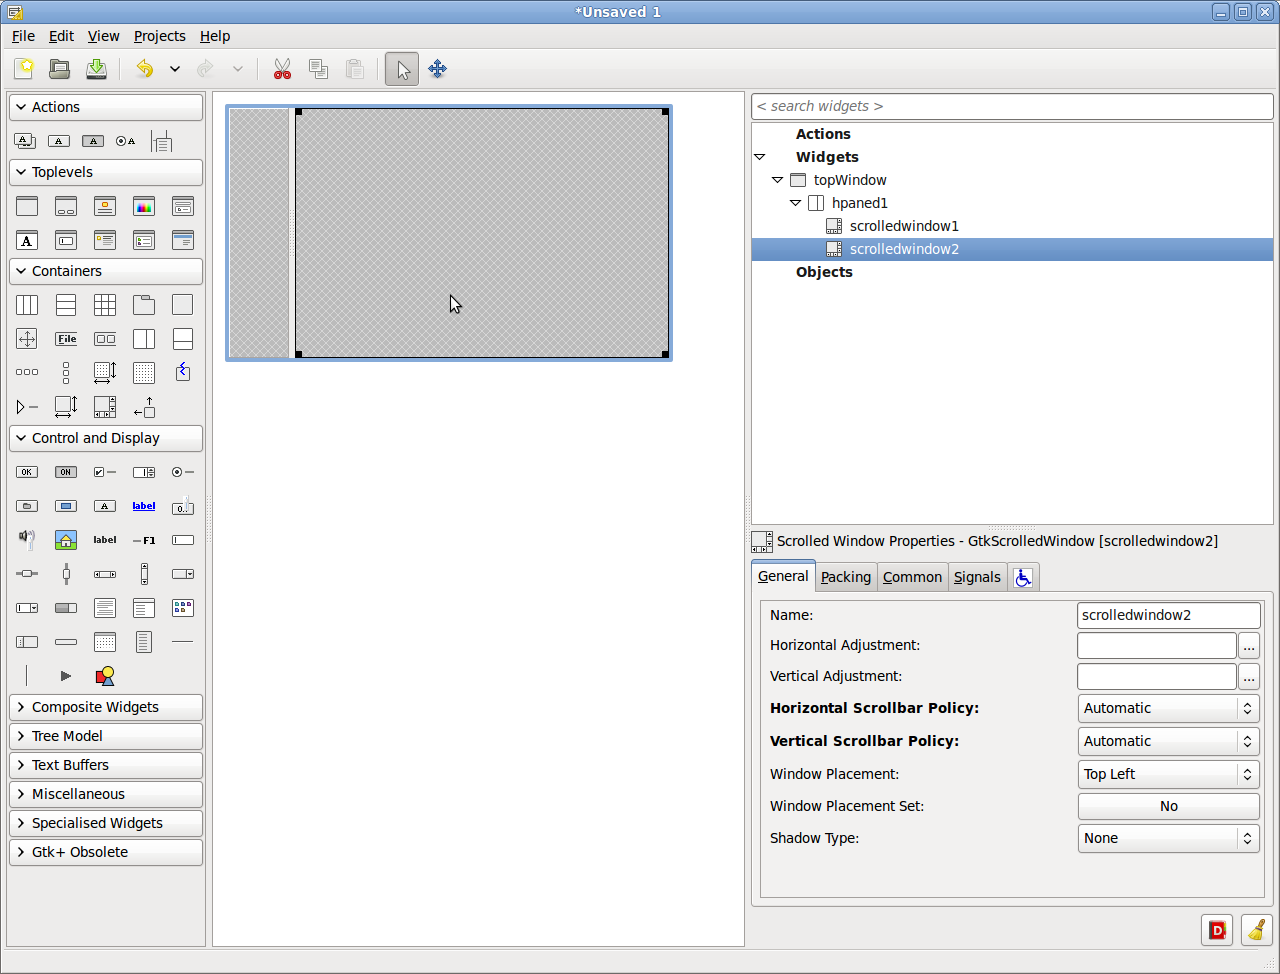 *Unsaved 1
File Edit View Projects Help
Actions
Toplevels
Containers
File
Control and Display
OK
ON
A
label
0..
label
F1
Composite Widgets
Tree Model
Text Buffers
Miscellaneous
Specialised Widgets
Gtk+ Obsolete
< search widgets >
Actions
Widgets
topWindow
hpaned1
scrolledwindow1
scrolledwindow2
Objects
Scrolled Window Properties - GtkScrolledWindow [scrolledwindow2]
General Packing Common Signals
Name: scrolledwindow2
Horizontal Adjustment: ...
Vertical Adjustment: ...
Horizontal Scrollbar Policy: Automatic
Vertical Scrollbar Policy: Automatic
Window Placement: Top Left
Window Placement Set: No
Shadow Type: None
D